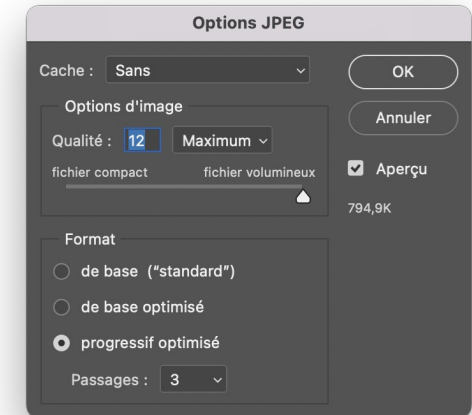 Options JPEG
Cache : Sans
OK
Annuler
Aperçu
794,9K
Options d'image
Qualité : 12 Maximum
fichier compact fichier volumineux
Format
de base ("standard")
de base optimisé
progressif optimisé
Passages : 3